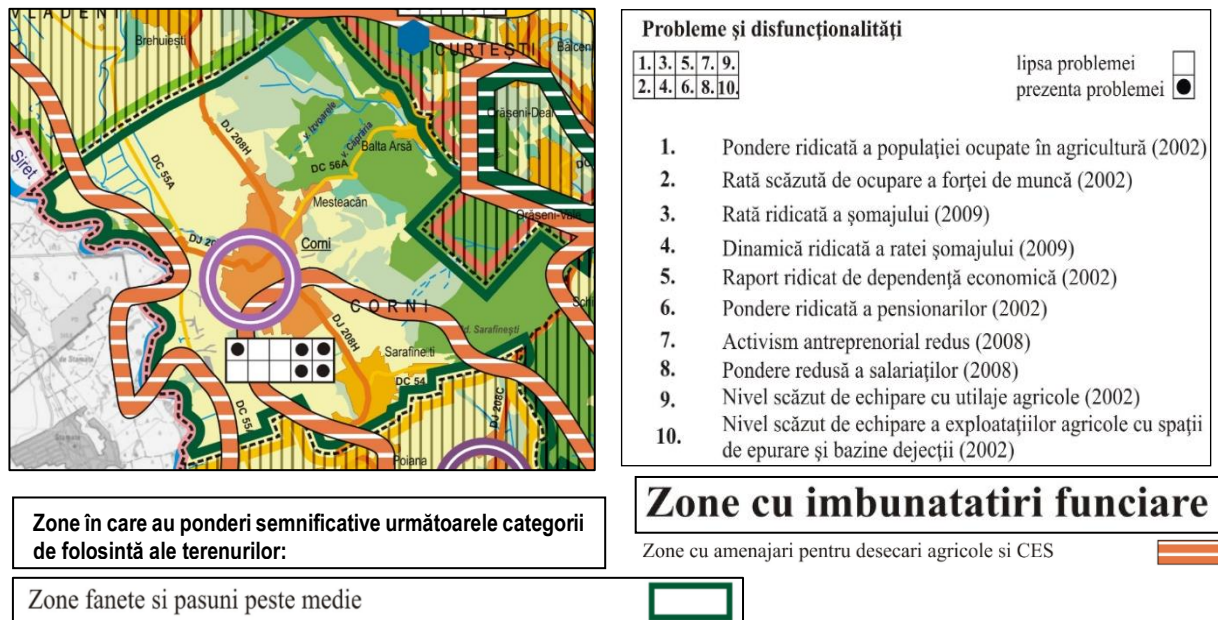 VLĂDENI
Brehuiești
CURTEȘTI
Băiceni
Orășeni-Deal
DJ 208H
v. Izvoarele
v. Căprăria
Balta Arsă
DC 55A
DC 56A
Siret
Mesteacăn
Orășeni-Vale
DJ 20
Corni
CORNI
d. Sarafinești
DJ 208H
Sarafine ti
DC 54
DC 55
DJ 208C
Poiana
Probleme și disfuncționalități
1. 3. 5. 7. 9.
2. 4. 6. 8. 10.
lipsa problemei
prezenta problemei
1. Pondere ridicată a populației ocupate în agricultură (2002)
2. Rată scăzută de ocupare a forței de muncă (2002)
3. Rată ridicată a șomajului (2009)
4. Dinamică ridicată a ratei șomajului (2009)
5. Raport ridicat de dependență economică (2002)
6. Pondere ridicată a pensionarilor (2002)
7. Activism antreprenorial redus (2008)
8. Pondere redusă a salariaților (2008)
9. Nivel scăzut de echipare cu utilaje agricole (2002)
10. Nivel scăzut de echipare a exploatațiilor agricole cu spații
de epurare și bazine dejecții (2002)
Zone în care au ponderi semnificative următoarele categorii
de folosintă ale terenurilor:
Zone cu imbunatatiri funciare
Zone cu amenajari pentru desecari agricole si CES
Zone fanete si pasuni peste medie